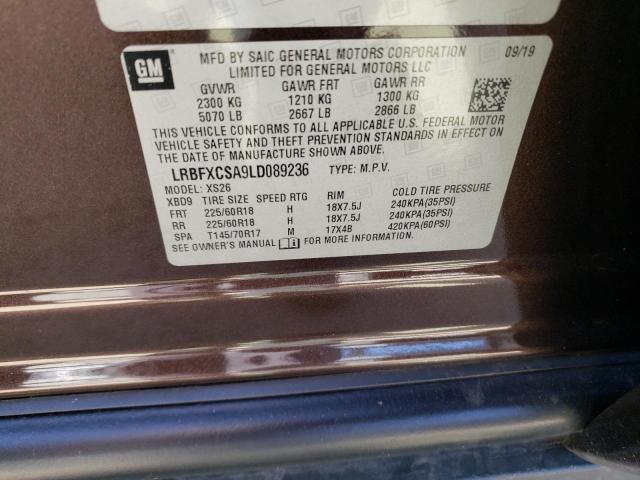 GM
MFD BY SAIC GENERAL MOTORS CORPORATION 09/19
LIMITED FOR GENERAL MOTORS LLC
GVWR GAWR FRT GAWR RR
2300 KG 1210 KG 1300 KG
5070 LB 2667 LB 2866 LB
THIS VEHICLE CONFORMS TO ALL APPLICABLE U.S. FEDERAL MOTOR
VEHICLE SAFETY AND THEFT PREVENTION STANDARDS IN EFFECT ON
THE DATE OF MANUFACTURE SHOWN ABOVE.
LRBFXCSA9LD089236 TYPE: M.P.V.
MODEL: XS26
XBD9 TIRE SIZE SPEED RTG RIM COLD TIRE PRESSURE
FRT 225/60R18 H 18X7.5J 240KPA(35PSI)
RR 225/60R18 H 18X7.5J 240KPA(35PSI)
SPA T145/70R17 M 17X4B 420KPA(60PSI)
SEE OWNER'S MANUAL FOR MORE INFORMATION.